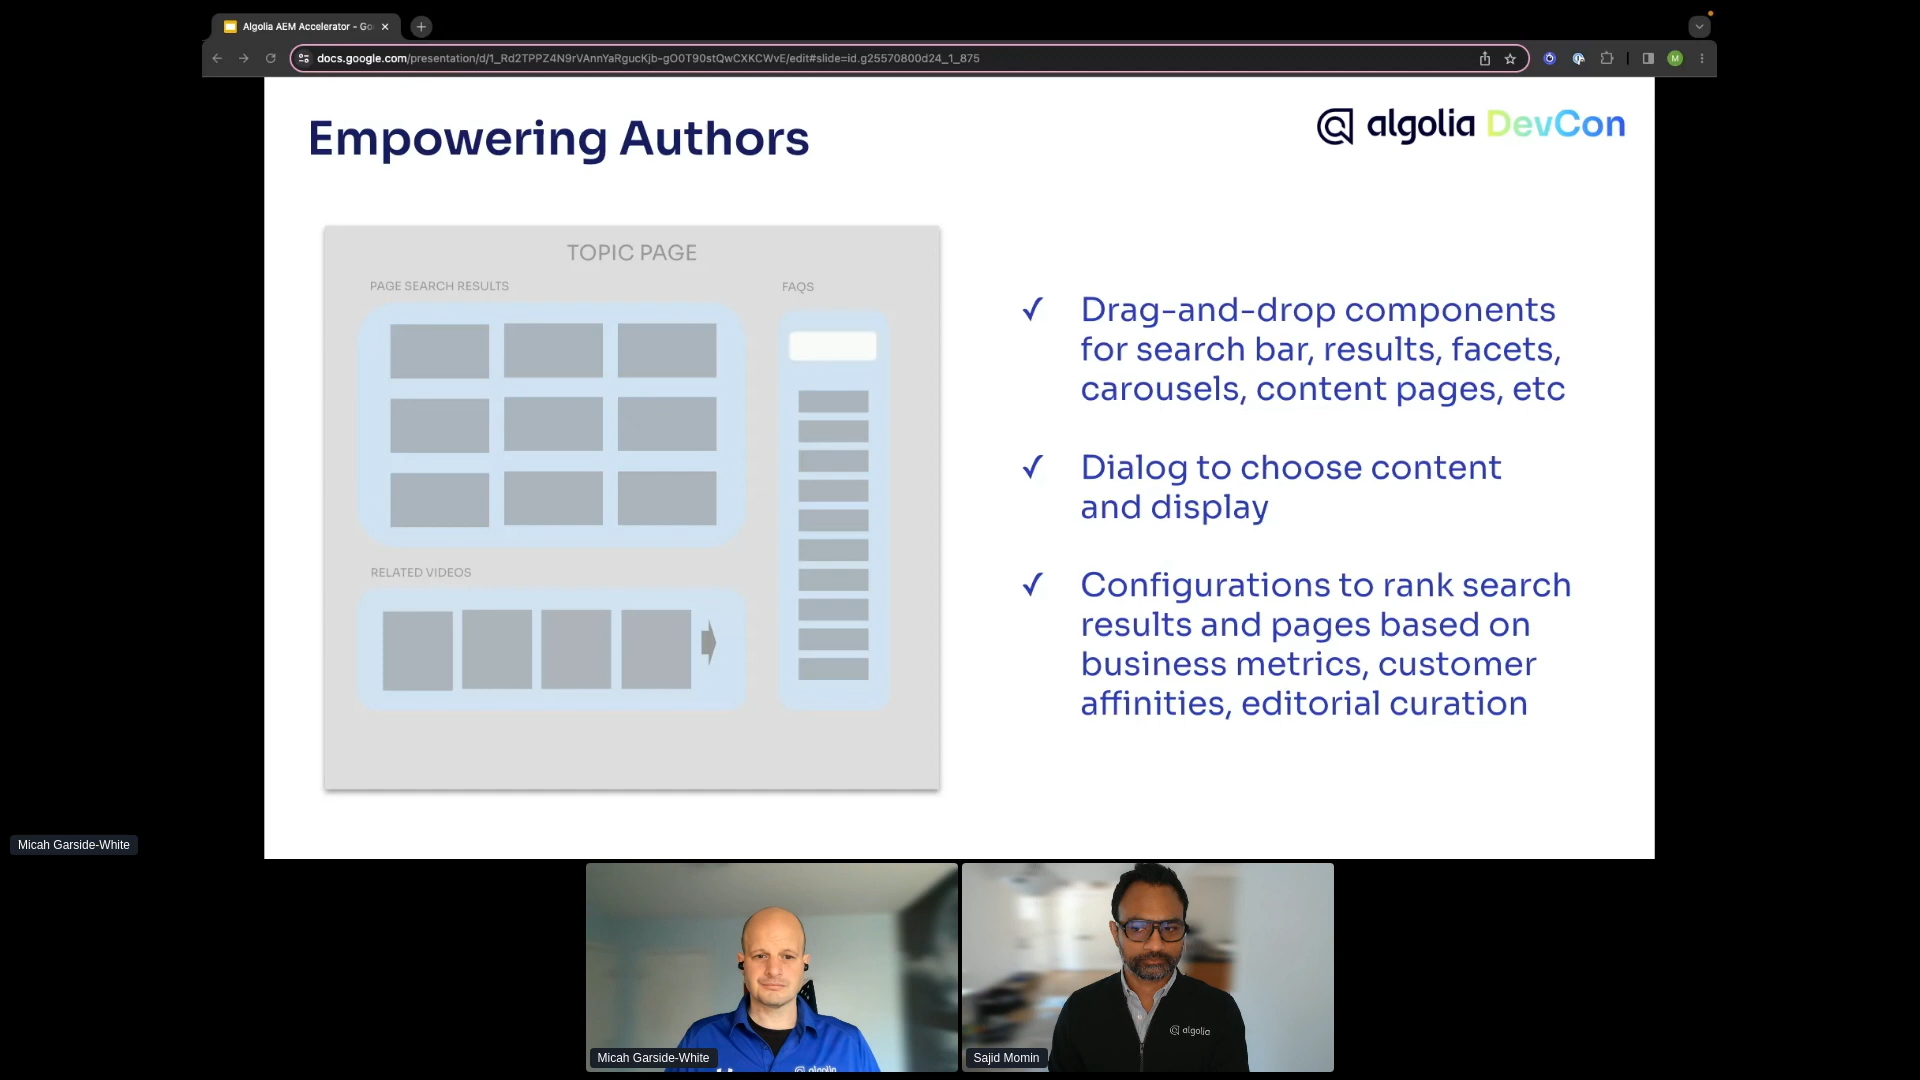 Algolia AEM Accelerator - Go
docs.google.com/presentation/d/1_Rd2TPPZ4N9rVAnnYaRgucKjb-gO0T90stQwCXKCWvE/edit#slide=id.g25570800d24_1_875
M
Empowering Authors
algolia DevCon
TOPIC PAGE
PAGE SEARCH RESULTS
FAQS
RELATED VIDEOS
✓ Drag-and-drop components
for search bar, results, facets,
carousels, content pages, etc
✓ Dialog to choose content
and display
✓ Configurations to rank search
results and pages based on
business metrics, customer
affinities, editorial curation
Micah Garside-White
Micah Garside-White
algolia
Sajid Momin
algolia